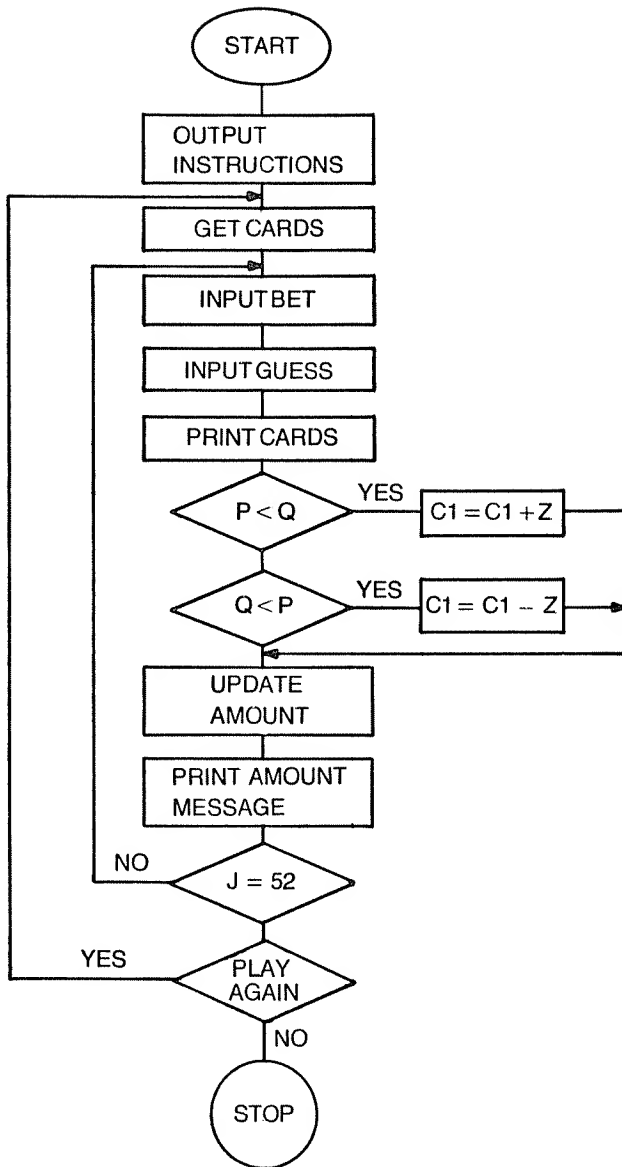 START
OUTPUT
INSTRUCTIONS
GET CARDS
INPUT BET
INPUT GUESS
PRINT CARDS
P < Q
YES
C1 = C1 + Z
Q < P
YES
C1 = C1 - Z
UPDATE
AMOUNT
PRINT AMOUNT
MESSAGE
NO
J = 52
YES
PLAY
AGAIN
NO
STOP